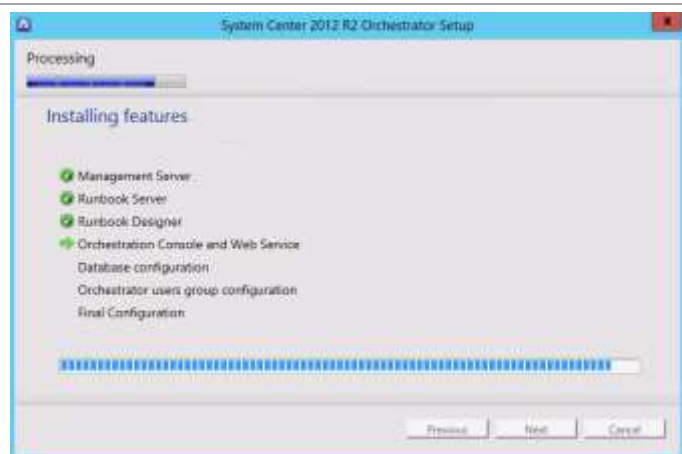 System Center 2012 R2 Orchestrator Setup
Processing
Installing features
Management Server
Runbook Server
Runbook Designer
Orchestration Console and Web Service
Database configuration
Orchestrator users group configuration
Final Configuration
Previous Next Cancel